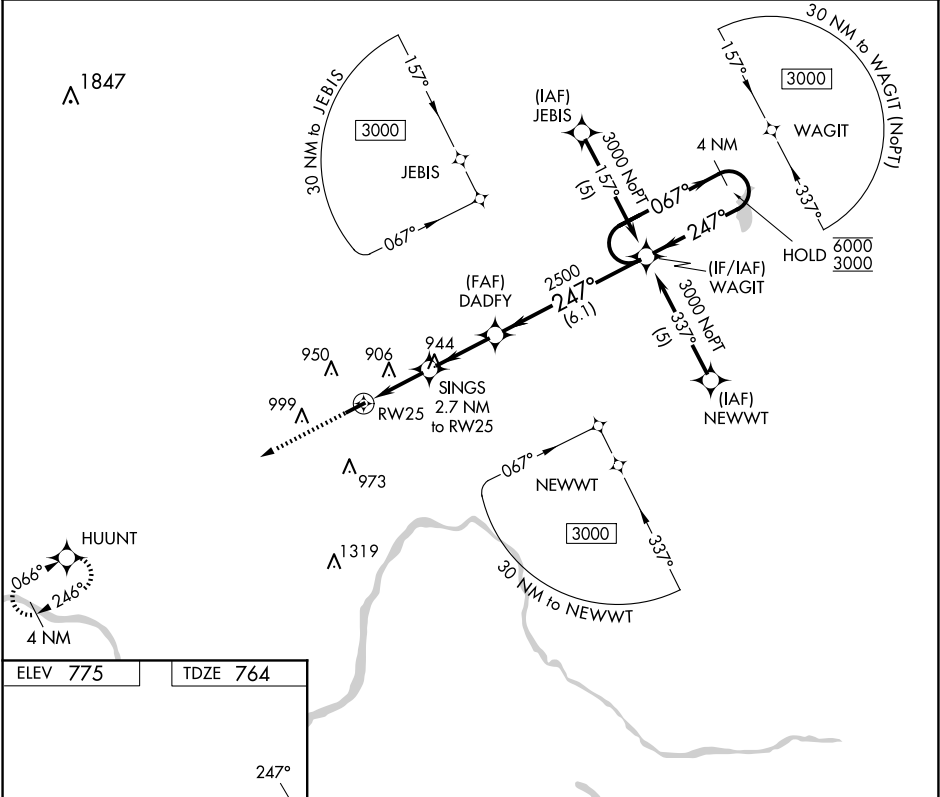 1847
30 NM to JEBIS
157°
3000
JEBIS
067°
(IAF)
JEBIS
3000 NoPT
157°
(5)
4 NM
067°
247°
30 NM to WAGIT (NoPT)
157°
3000
WAGIT
337°
HOLD 6000
3000
(IF/IAF)
WAGIT
2500
247°
(6.1)
(FAF)
DADFY
3000 NoPT
337°
(5)
(IAF)
NEWWT
950
906
944
SINGS
2.7 NM
to RW25
999
RW25
973
067°
NEWWT
3000
337°
30 NM to NEWWT
HUUNT
066°
246°
4 NM
1319
ELEV 775
TDZE 764
247°